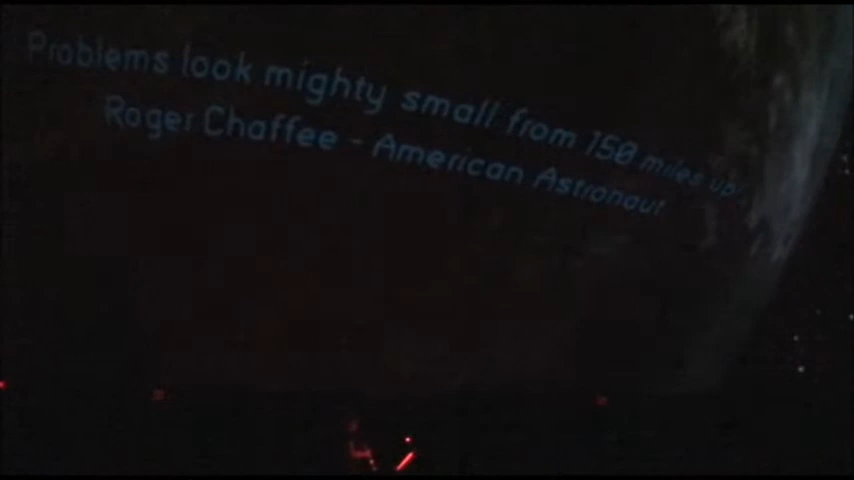 Problems look mighty small from 150 miles up.
Roger Chaffee - American Astronaut